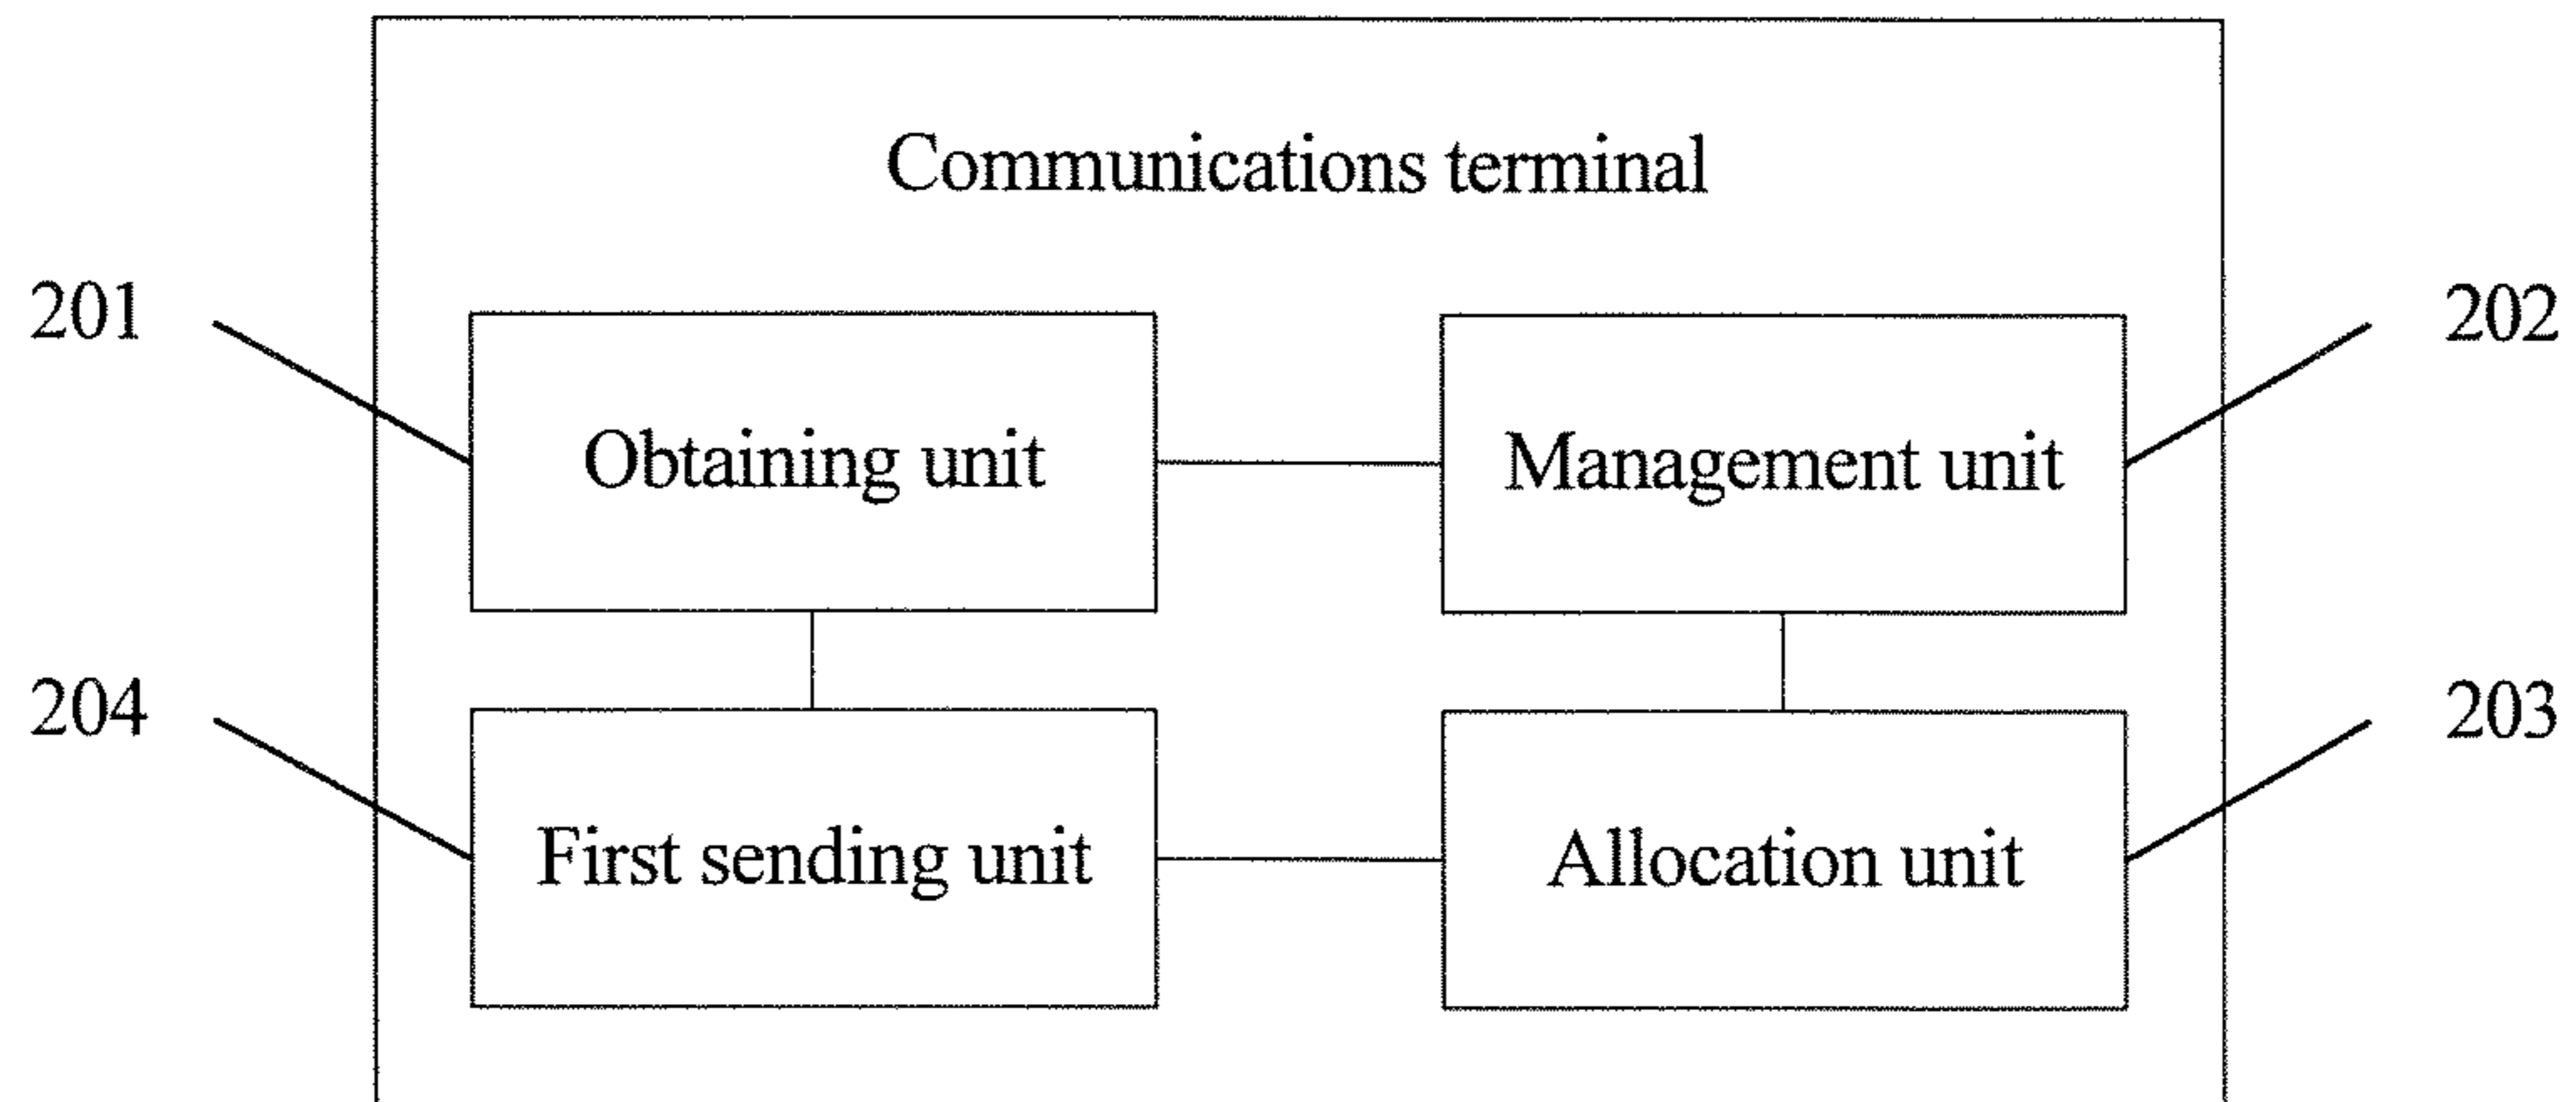 Communications terminal
201
Obtaining unit
Management unit
202
204
First sending unit
Allocation unit
203